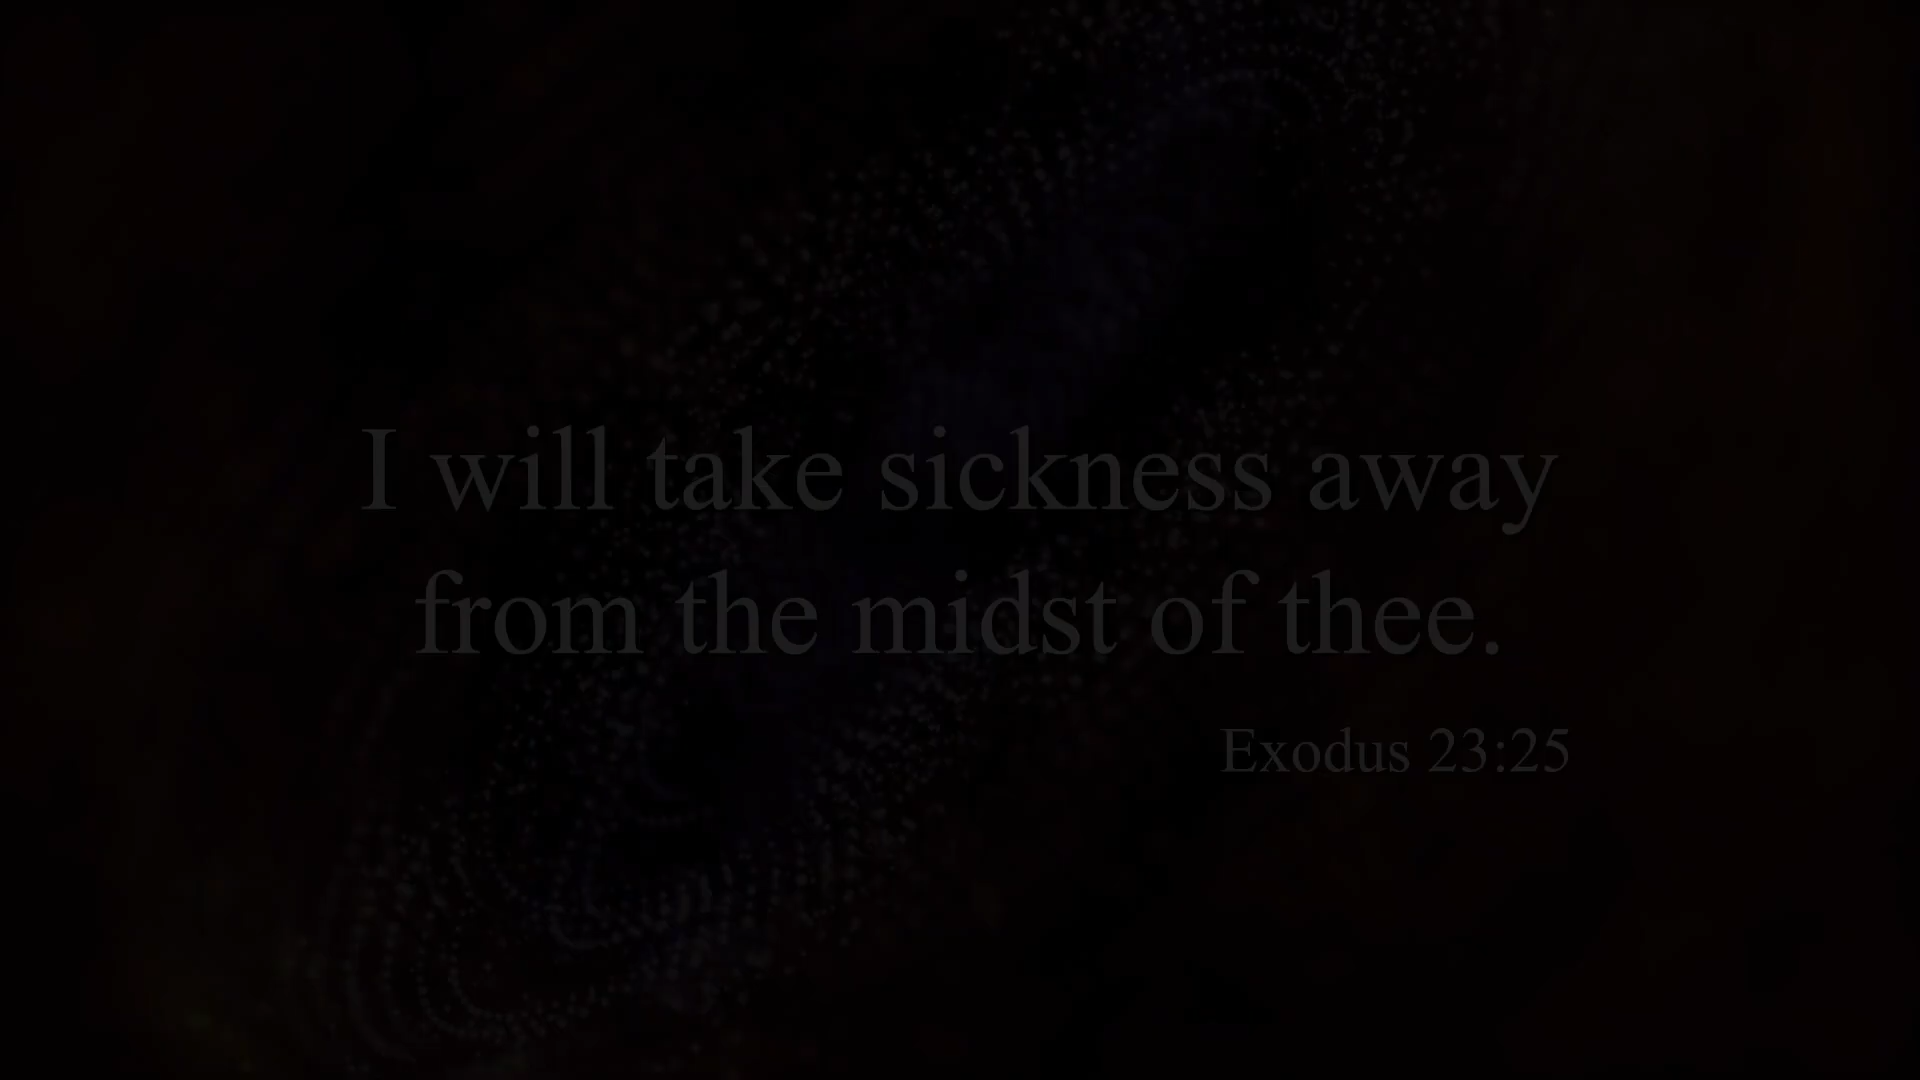 I will take sickness away
from the midst of thee.
Exodus 23:25